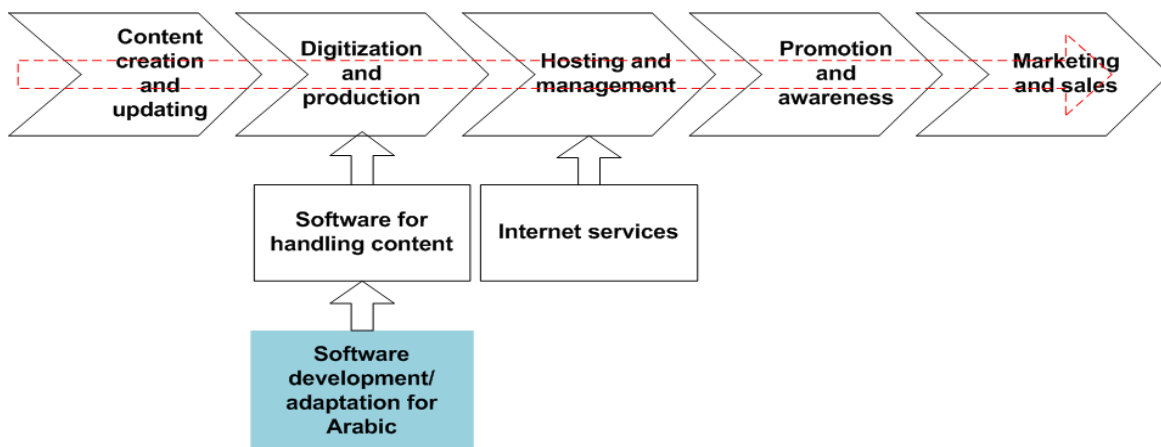 Content
creation
and
updating
Digitization
and
production
Hosting and
management
Promotion
and
awareness
Marketing
and sales
Software for
handling content
Internet services
Software
development/
adaptation for
Arabic